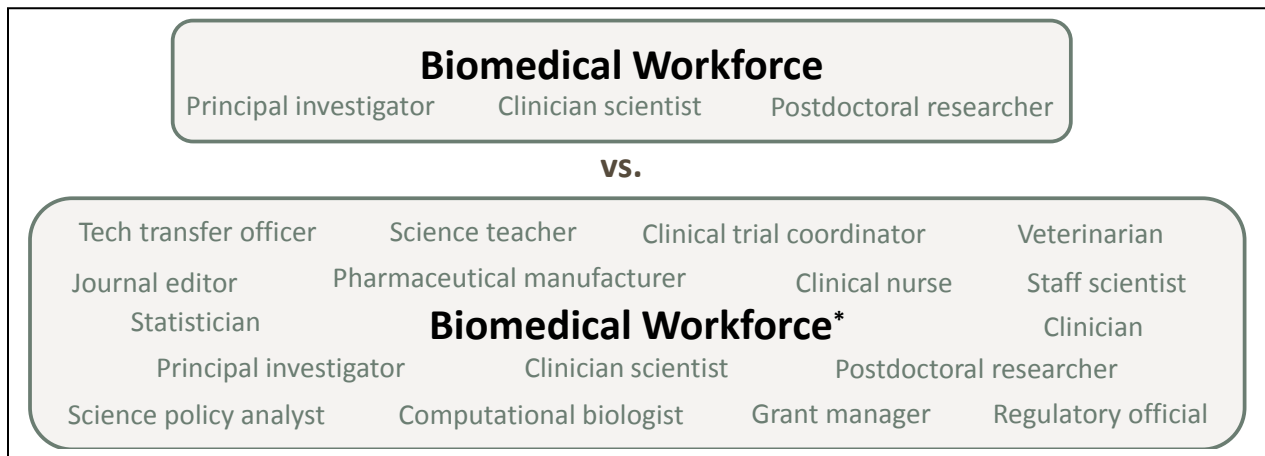 Biomedical Workforce
Principal investigator Clinician scientist Postdoctoral researcher
vs.
Tech transfer officer Science teacher Clinical trial coordinator Veterinarian
Journal editor Pharmaceutical manufacturer Clinical nurse Staff scientist
Statistician Biomedical Workforce* Clinician
Principal investigator Clinician scientist Postdoctoral researcher
Science policy analyst Computational biologist Grant manager Regulatory official